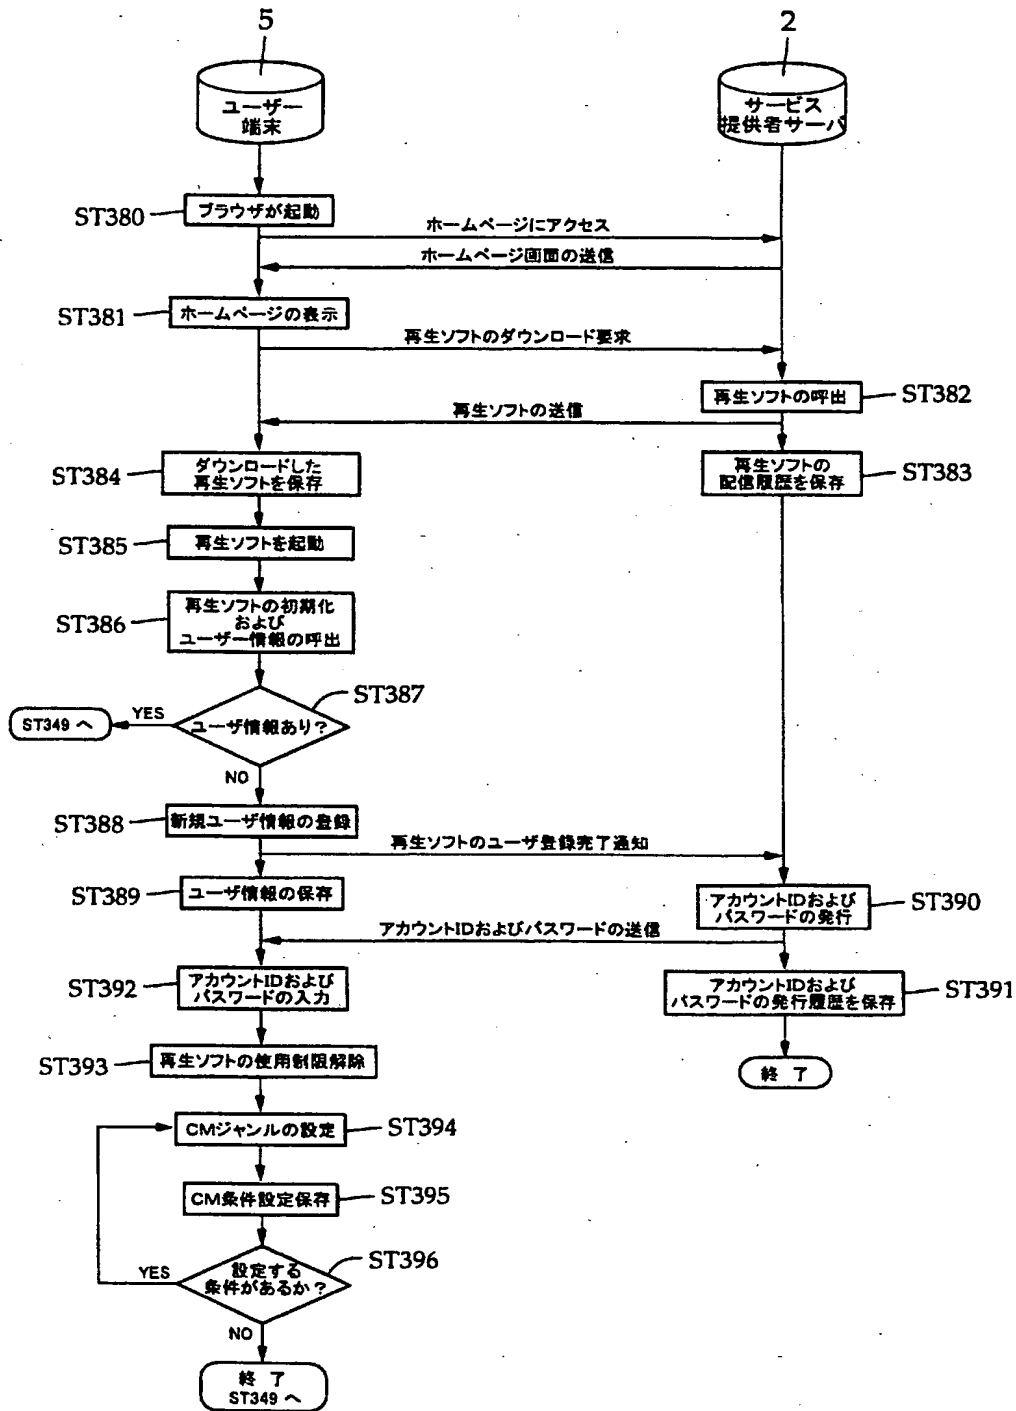 5
2
ユーザー
端末
サービス
提供者サーバ
ST380
ブラウザが起動
ホームページにアクセス
ホームページ画面の送信
ST381
ホームページの表示
再生ソフトのダウンロード要求
再生ソフトの呼出
ST382
再生ソフトの送信
ST384
ダウンロードした
再生ソフトを保存
再生ソフトの
配信履歴を保存
ST383
ST385
再生ソフトを起動
ST386
再生ソフトの初期化
および
ユーザー情報の呼出
ST387
ST349 へ
YES
ユーザ情報あり?
NO
ST388
新規ユーザ情報の登録
再生ソフトのユーザ登録完了通知
ST389
ユーザ情報の保存
アカウントIDおよび
パスワードの発行
ST390
アカウントIDおよびパスワードの送信
ST392
アカウントIDおよび
パスワードの入力
アカウントIDおよび
パスワードの発行履歴を保存
ST391
ST393
再生ソフトの使用制限解除
終 了
CMジャンルの設定
ST394
CM条件設定保存
ST395
ST396
YES
設定する
条件があるか?
NO
終 了
ST349 へ